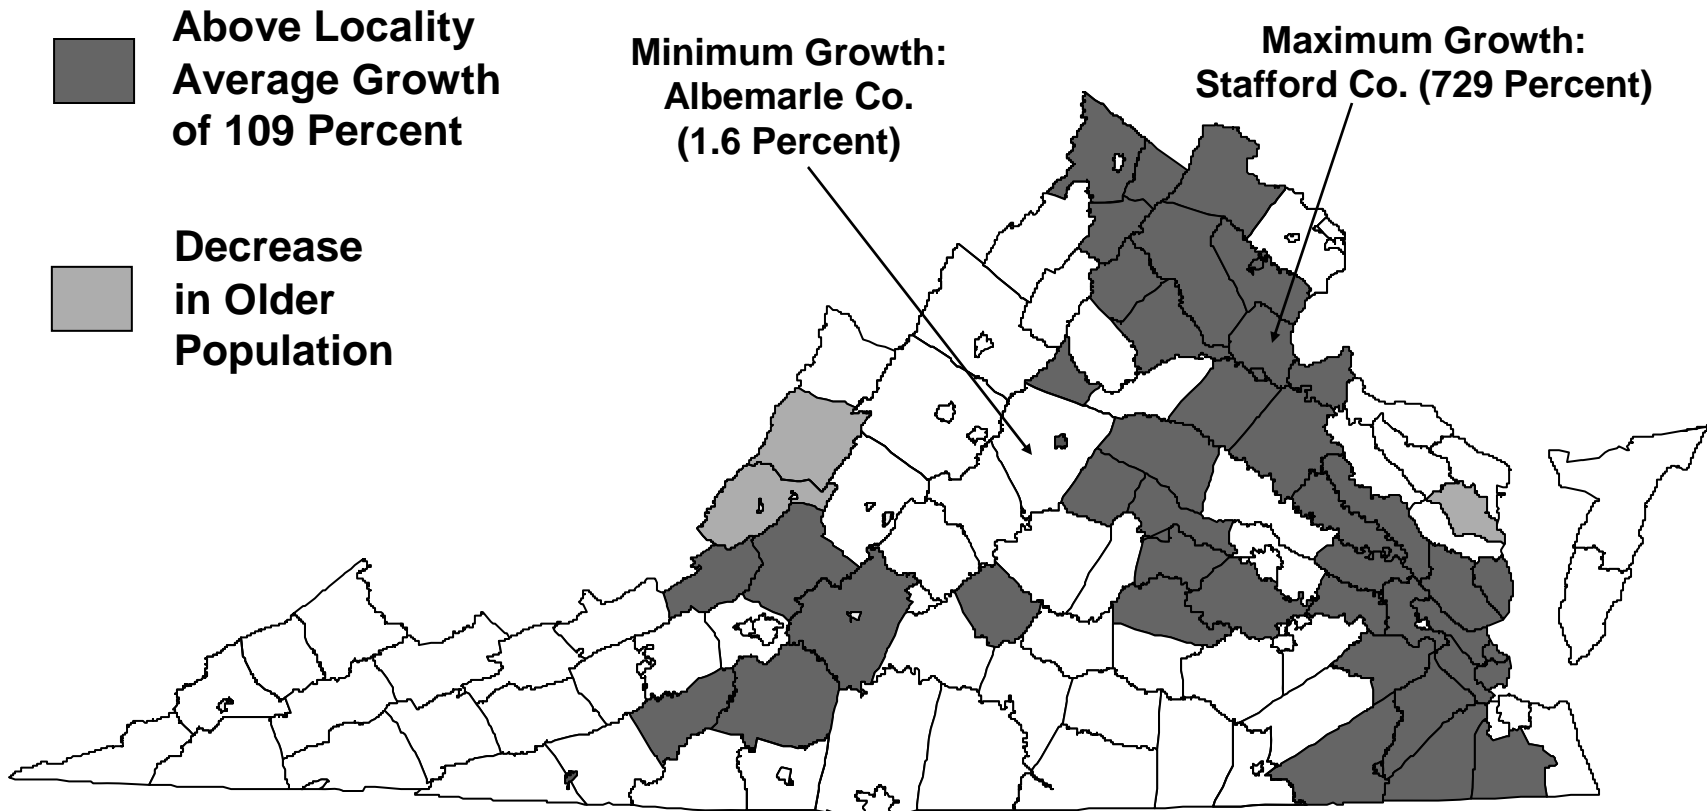 Above Locality
Average Growth
of 109 Percent
Decrease
in Older
Population
Minimum Growth:
Albemarle Co.
(1.6 Percent)
Maximum Growth:
Stafford Co. (729 Percent)